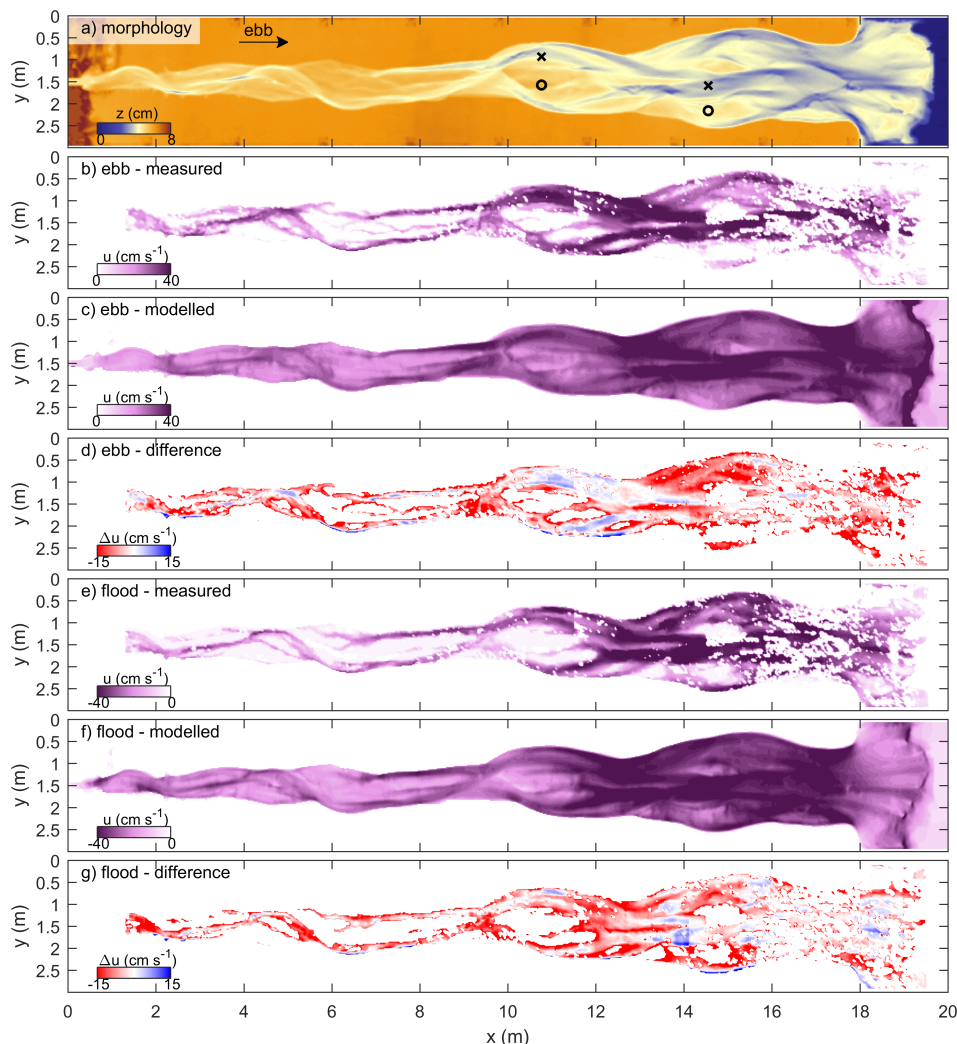 a) morphology
ebb
z (cm)
0 8
y (m)
0
0.5
1
1.5
2
2.5
b) ebb - measured
u (cm s-1)
0 40
y (m)
0
0.5
1
1.5
2
2.5
c) ebb - modelled
u (cm s-1)
0 40
y (m)
0
0.5
1
1.5
2
2.5
d) ebb - difference
Δu (cm s-1)
-15 15
y (m)
0
0.5
1
1.5
2
2.5
e) flood - measured
u (cm s-1)
-40 0
y (m)
0
0.5
1
1.5
2
2.5
f) flood - modelled
u (cm s-1)
-40 0
y (m)
0
0.5
1
1.5
2
2.5
g) flood - difference
Δu (cm s-1)
-15 15
y (m)
0
0.5
1
1.5
2
2.5
0 2 4 6 8 10 12 14 16 18 20
x (m)